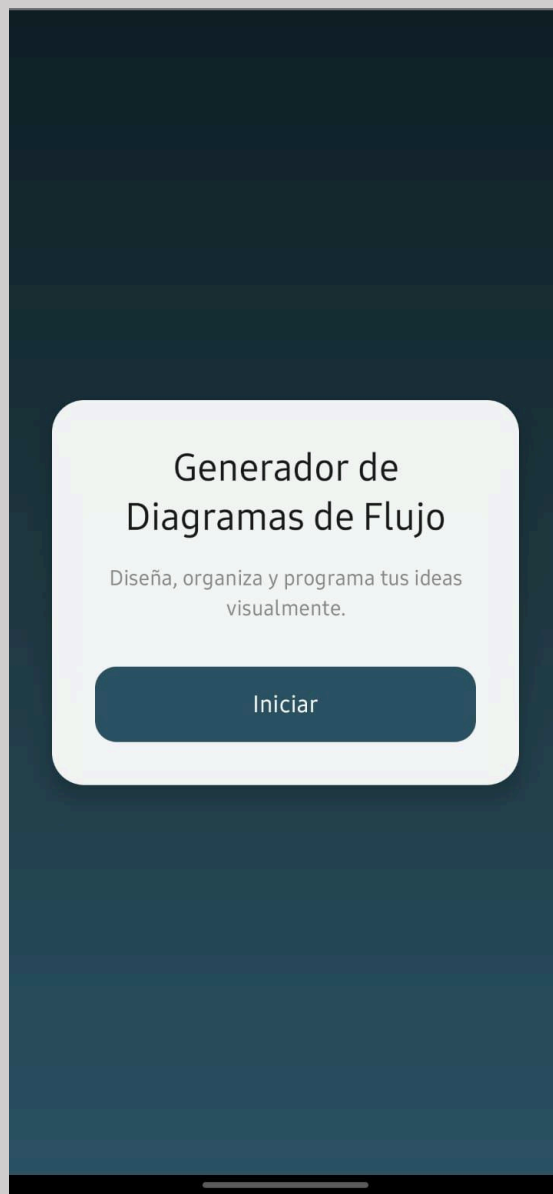 Generador de
Diagramas de Flujo
Diseña, organiza y programa tus ideas
visualmente.
Iniciar